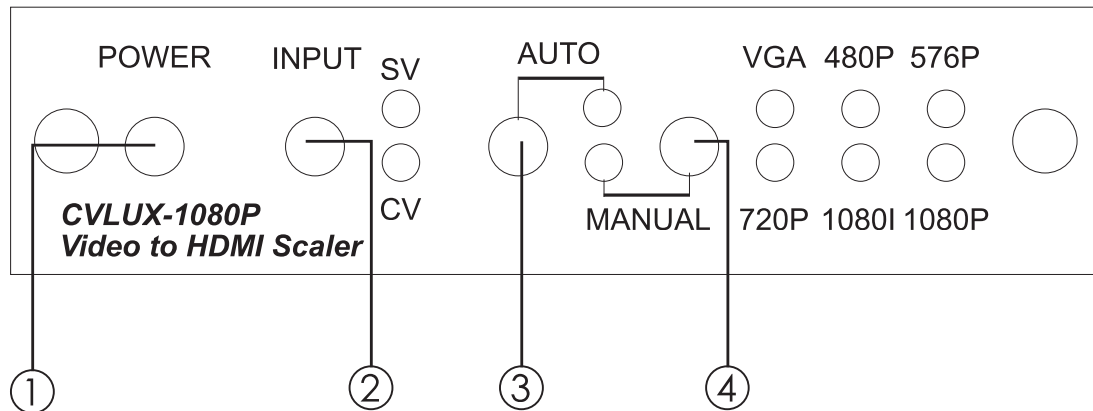 POWER INPUT SV AUTO VGA 480P 576P
CV MANUAL 720P 1080I 1080P
CVLUX-1080P
Video to HDMI Scaler
1 2 3 4